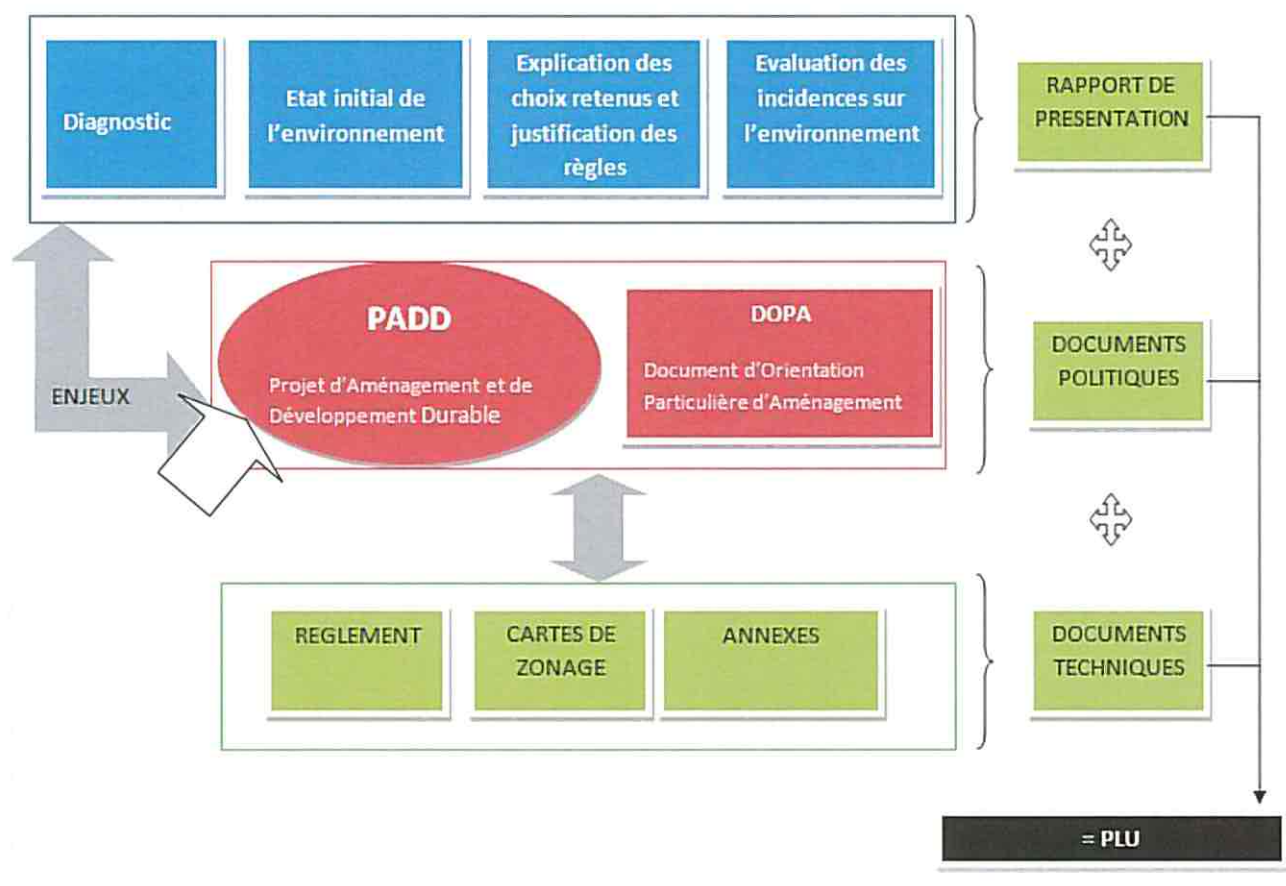 Diagnostic
Etat initial de
l'environnement
Explication des
choix retenus et
justification des
règles
Evaluation des
incidences sur
l'environnement
RAPPORT DE
PRESENTATION
ENJEUX
PADD
Projet d'Aménagement et de
Développement Durable
DOPA
Document d'Orientation
Particulière d'Aménagement
DOCUMENTS
POLITIQUES
REGLEMENT
CARTES DE
ZONAGE
ANNEXES
DOCUMENTS
TECHNIQUES
= PLU